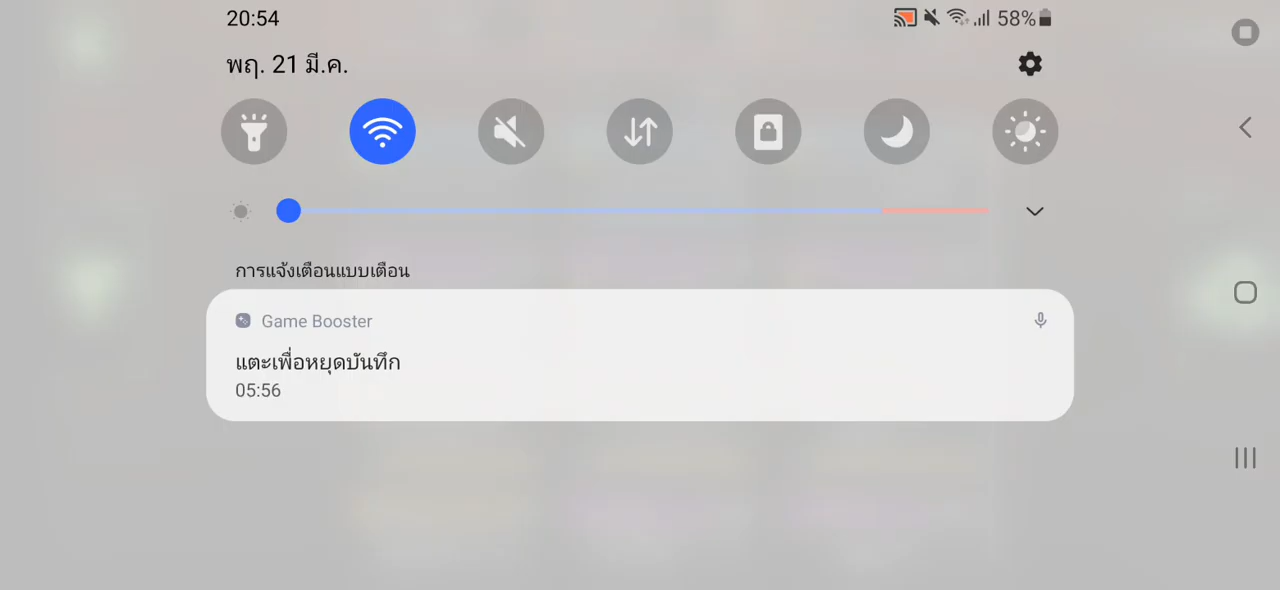 20:54
58%
พฤ. 21 มี.ค.
การแจ้งเตือนแบบเตือน
Game Booster
แตะเพื่อหยุดบันทึก
05:56